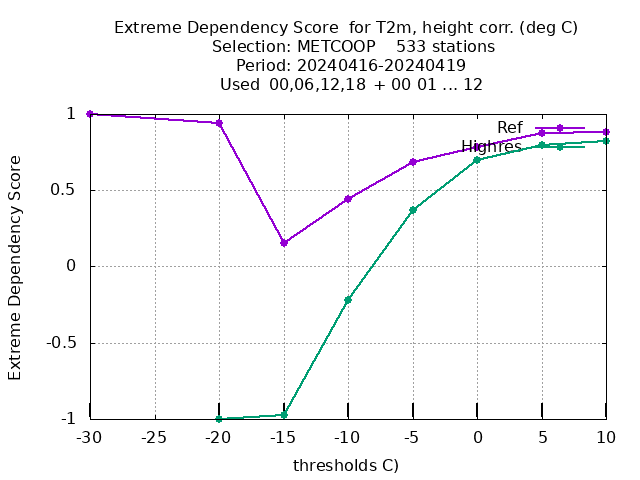 Extreme Dependency Score  for T2m, height corr. (deg C)
Selection: METCOOP    533 stations
Period: 20240416-20240419
Used  00,06,12,18  + 00 01 ... 12
Extreme Dependency Score
1
0.5
0
-0.5
-1
Ref
Highres
-30 -25 -20 -15 -10 -5 0 5 10
thresholds C)